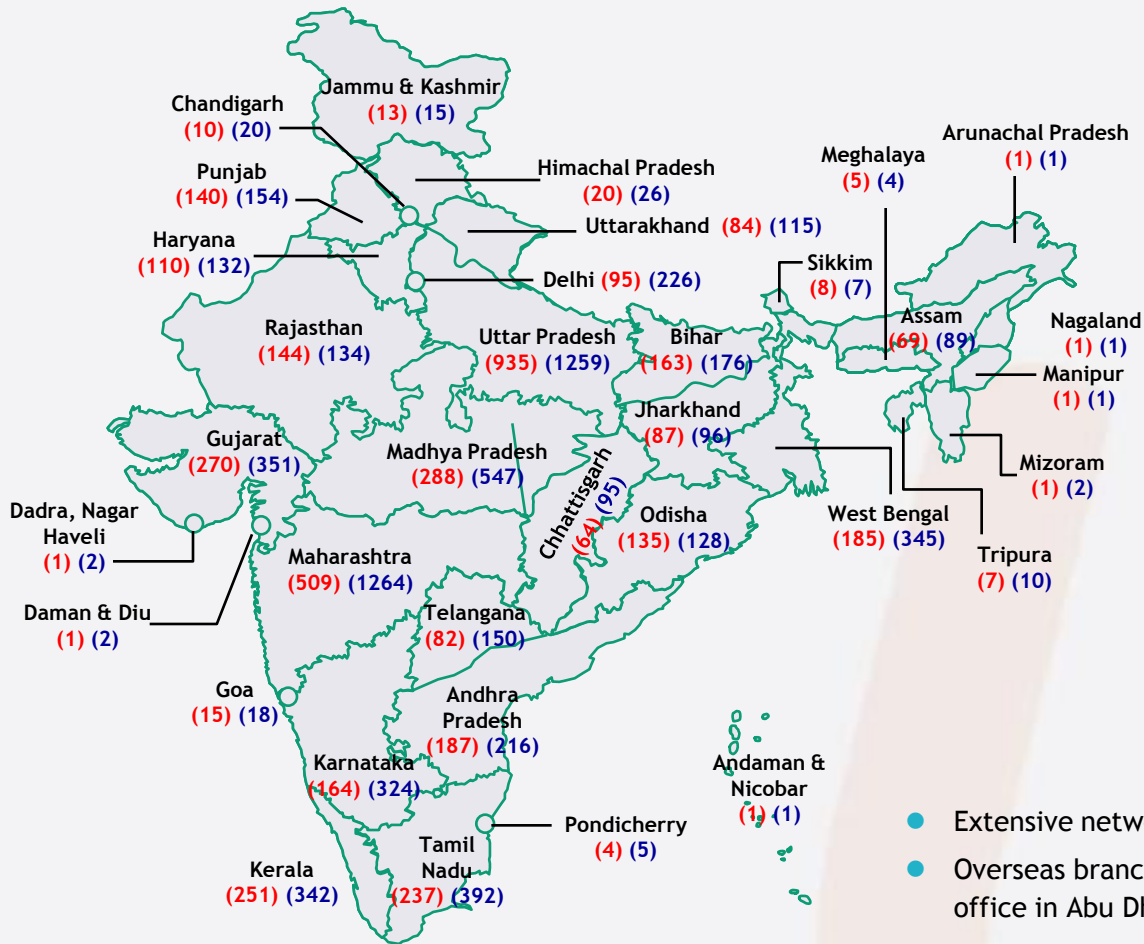 Jammu & Kashmir
(13) (15)
Chandigarh
(10) (20)
Arunachal Pradesh
(1) (1)
Meghalaya
(5) (4)
Himachal Pradesh
(20) (26)
Punjab
(140) (154)
Uttarakhand (84) (115)
Haryana
(110) (132)
Sikkim
(8) (7)
Delhi (95) (226)
Assam
(69) (89)
Nagaland
(1) (1)
Rajasthan
(144) (134)
Uttar Pradesh
(935) (1259)
Bihar
(163) (176)
Manipur
(1) (1)
Jharkhand
(87) (96)
Gujarat
(270) (351)
Madhya Pradesh
(288) (547)
Mizoram
(1) (2)
Chhattisgarh
(64) (95)
Dadra, Nagar
Haveli
(1) (2)
Odisha
(135) (128)
West Bengal
(185) (345)
Maharashtra
(509) (1264)
Tripura
(7) (10)
Daman & Diu
(1) (2)
Telangana
(82) (150)
Goa
(15) (18)
Andhra
Pradesh
(187) (216)
Karnataka
(164) (324)
Andaman &
Nicobar
(1) (1)
Pondicherry
(4) (5)
Tamil
Nadu
(237) (392)
Kerala
(251) (342)
Extensive netw
Overseas branc
office in Abu Dh